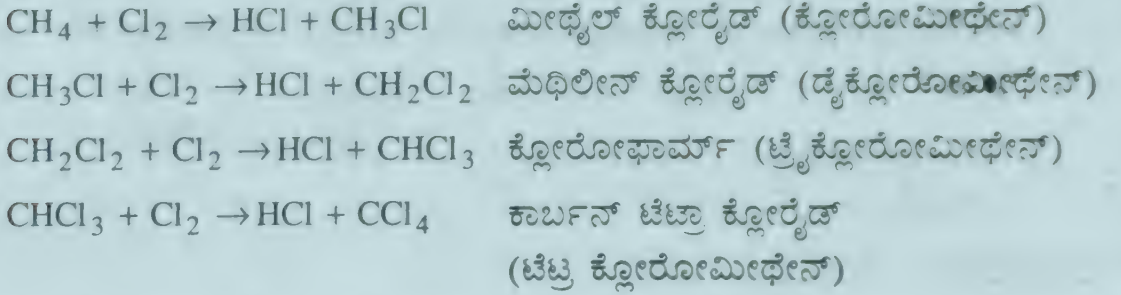 CH₄ + Cl₂ → HCl + CH₃Cl ಮೀಥೈಲ್ ಕ್ಲೋರೈಡ್ (ಕ್ಲೋರೋಮೀಥೇನ್)
CH₃Cl + Cl₂ → HCl + CH₂Cl₂ ಮೆಥಿಲೀನ್ ಕ್ಲೋರೈಡ್ (ಡೈಕ್ಲೋರೋಮೀಥೇನ್)
CH₂Cl₂ + Cl₂ → HCl + CHCl₃ ಕ್ಲೋರೋಫಾರ್ಮ್ (ಟ್ರೈಕ್ಲೋರೋಮೀಥೇನ್)
CHCl₃ + Cl₂ → HCl + CCl₄ ಕಾರ್ಬನ್ ಟೆಟ್ರಾ ಕ್ಲೋರೈಡ್
(ಟೆಟ್ರ ಕ್ಲೋರೋಮೀಥೇನ್)